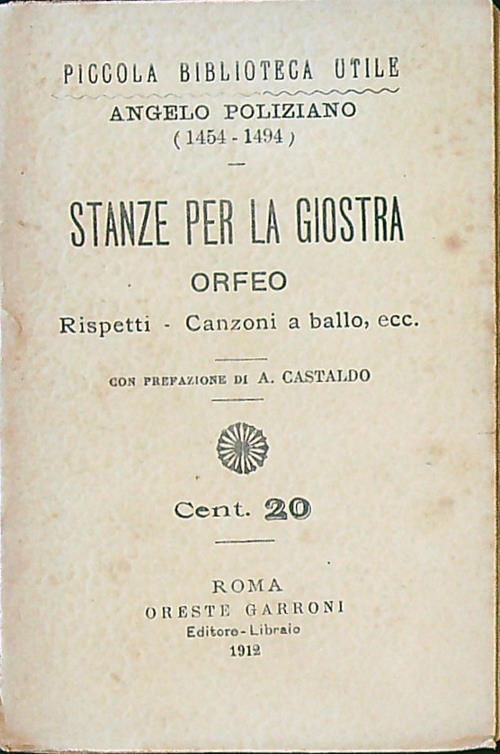 PICCOLA BIBLIOTECA UTILE
ANGELO POLIZIANO
(1454 - 1494)
STANZE PER LA GIOSTRA
ORFEO
Rispetti - Canzoni a ballo, ecc.
CON PREFAZIONE DI A. CASTALDO
Cent. 20
ROMA
ORESTE GARRONI
Editore-Libraio
1912